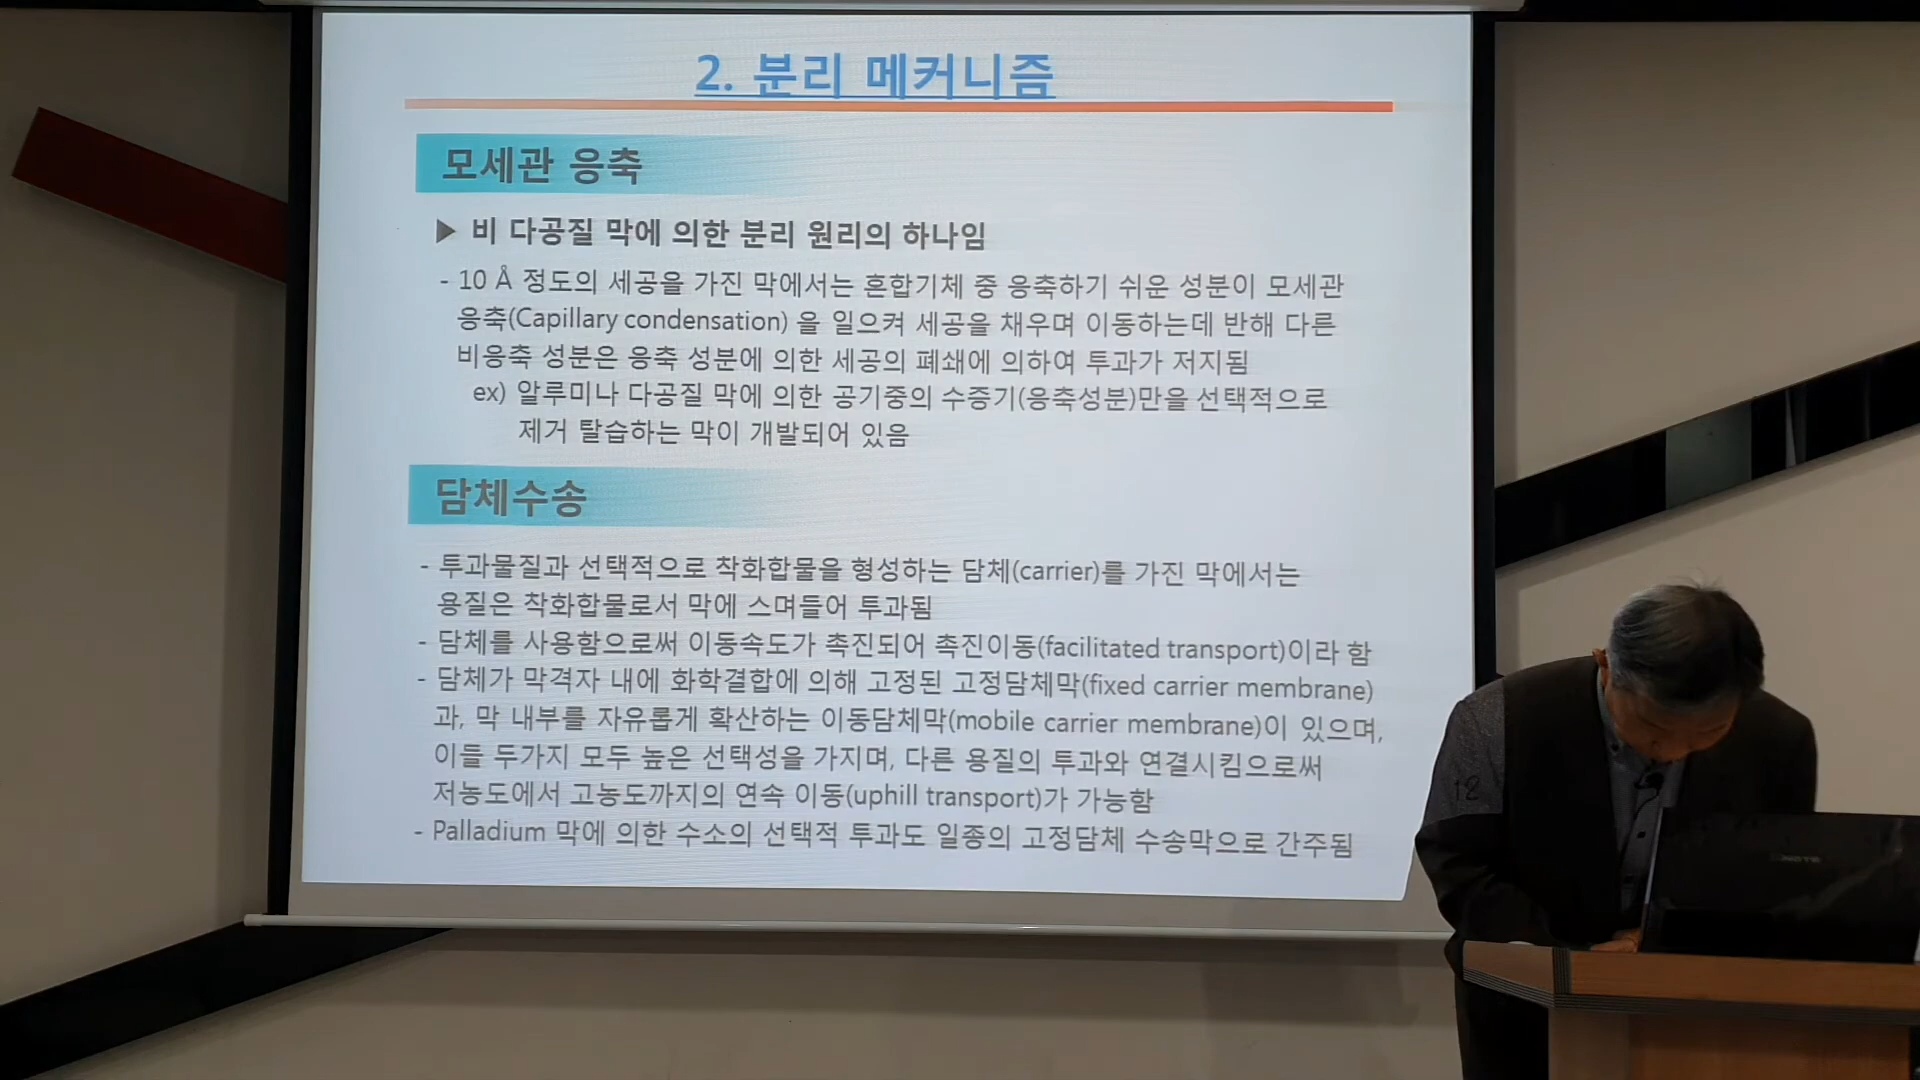 2. 분리 메커니즘
모세관 응축
▶ 비 다공질 막에 의한 분리 원리의 하나임
- 10 Å 정도의 세공을 가진 막에서는 혼합기체 중 응축하기 쉬운 성분이 모세관
응축(Capillary condensation) 을 일으켜 세공을 채우며 이동하는데 반해 다른
비응축 성분은 응축 성분에 의한 세공의 폐쇄에 의하여 투과가 저지됨
ex) 알루미나 다공질 막에 의한 공기중의 수증기(응축성분)만을 선택적으로
제거 탈습하는 막이 개발되어 있음
담체수송
- 투과물질과 선택적으로 착화합물을 형성하는 담체(carrier)를 가진 막에서는
용질은 착화합물로서 막에 스며들어 투과됨
- 담체를 사용함으로써 이동속도가 촉진되어 촉진이동(facilitated transport)이라 함
- 담체가 막격자 내에 화학결합에 의해 고정된 고정담체막(fixed carrier membrane)
과, 막 내부를 자유롭게 확산하는 이동담체막(mobile carrier membrane)이 있으며,
이들 두가지 모두 높은 선택성을 가지며, 다른 용질의 투과와 연결시킴으로써
저농도에서 고농도까지의 연속 이동(uphill transport)가 가능함
- Palladium 막에 의한 수소의 선택적 투과도 일종의 고정담체 수송막으로 간주됨
12